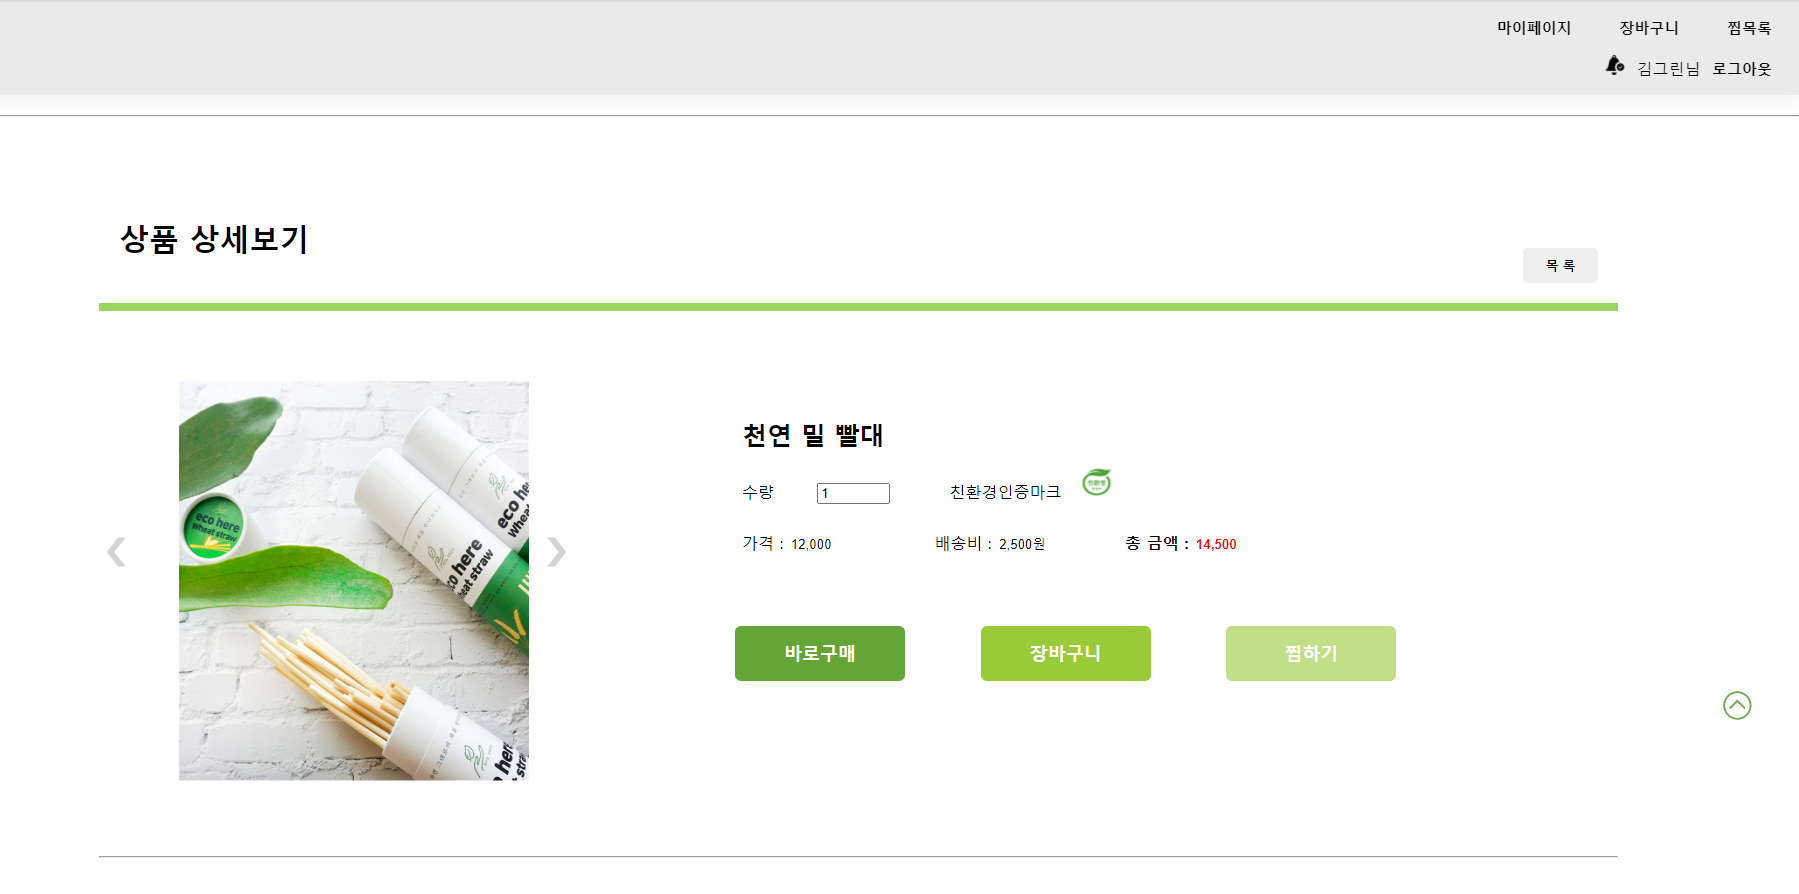 마이페이지 장바구니 찜목록
김그린님 로그아웃
상품 상세보기
목 록
eco here
Wheat straw
eco here
Wheat straw
천연 밀 빨대
수량 1 친환경인증마크
친환경
가격 : 12,000 배송비 : 2,500원 총 금액 : 14,500
바로구매 장바구니 찜하기